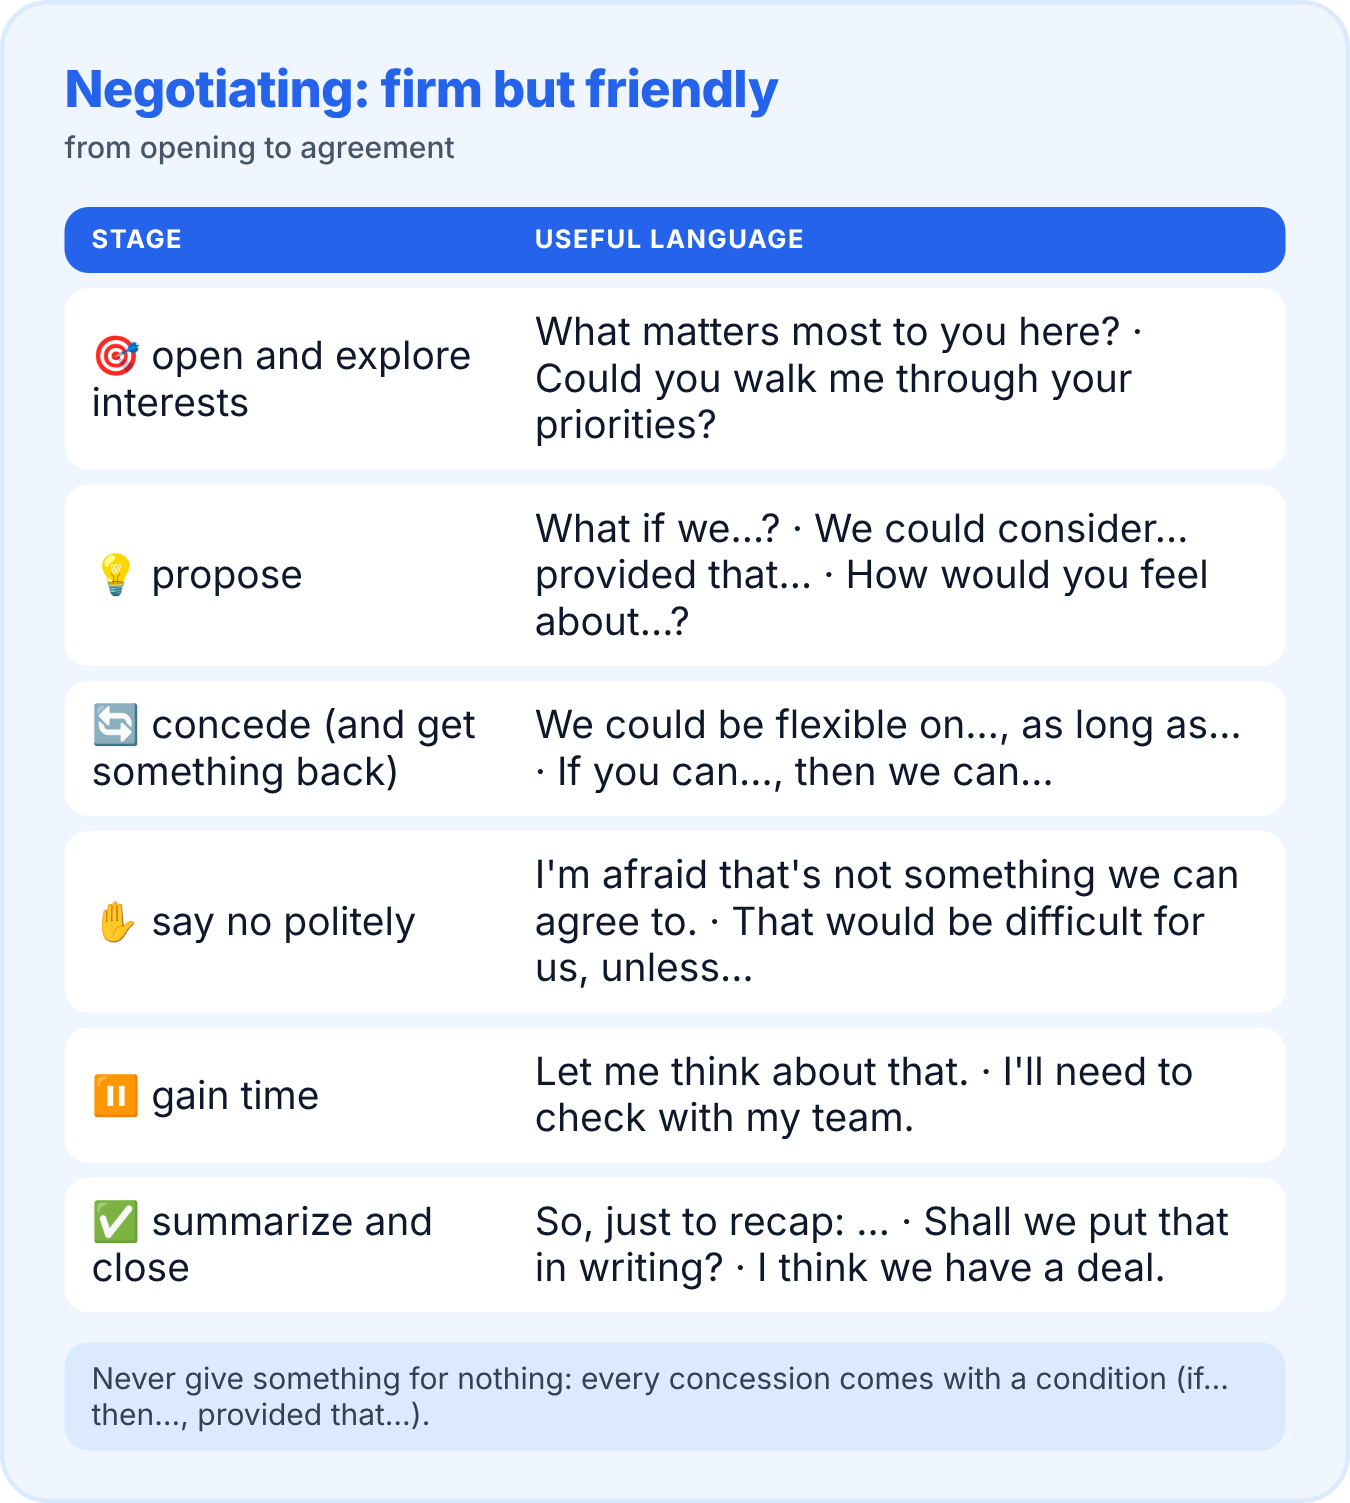 Negotiating: firm but friendly
from opening to agreement
STAGE
USEFUL LANGUAGE
🎯 open and explore
interests
What matters most to you here? ·
Could you walk me through your
priorities?
💡 propose
What if we…? · We could consider…
provided that… · How would you feel
about…?
🔄 concede (and get
something back)
We could be flexible on…, as long as…
· If you can…, then we can…
✋ say no politely
I'm afraid that's not something we can
agree to. · That would be difficult for
us, unless…
⏸️ gain time
Let me think about that. · I'll need to
check with my team.
✅ summarize and
close
So, just to recap: … · Shall we put that
in writing? · I think we have a deal.
Never give something for nothing: every concession comes with a condition (if…
then…, provided that…).